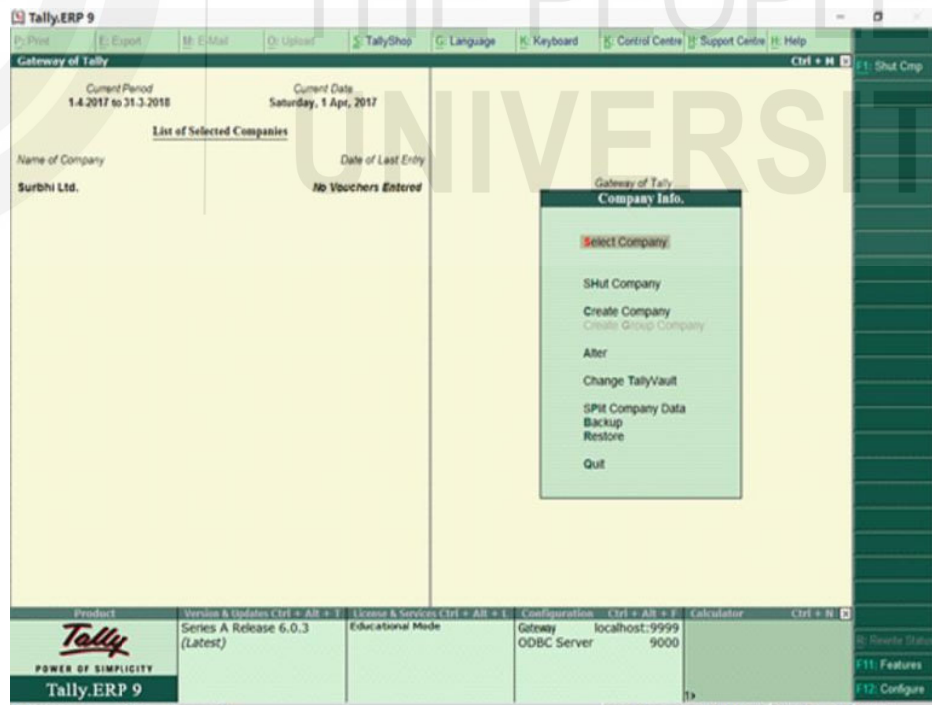 Tally.ERP 9
P: Print E: Export M: E-Mail O: Upload S: TallyShop G: Language K: Keyboard K: Control Centre H: Support Centre H: Help
Gateway of Tally Ctrl + M
F1: Shut Cmp
Current Period Current Date
1-4-2017 to 31-3-2018 Saturday, 1 Apr, 2017
List of Selected Companies
Name of Company Date of Last Entry
Surbhi Ltd. No Vouchers Entered
THE PEOPLE
UNIVERSIT
Gateway of Tally
Company Info.
Select Company
SHut Company
Create Company
Create Group Company
Alter
Change TallyVault
SPlit Company Data
Backup
Restore
Quit
Product Version & Updates Ctrl + Alt + T License & Services Ctrl + Alt + L Configuration Ctrl + Alt + F Calculator Ctrl + N
Tally
POWER OF SIMPLICITY
Tally.ERP 9
Series A Release 6.0.3
(Latest)
Educational Mode
Gateway localhost:9999
ODBC Server 9000
1>
R: Rewrite Status
F11: Features
F12: Configure